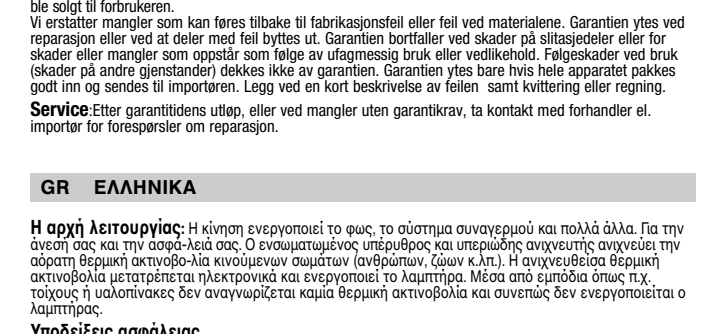 ble solgt til forbrukeren.
Vi erstatter mangler som kan føres tilbake til fabrikasjonsfeil eller feil ved materialene. Garantien ytes ved
reparasjon eller ved at deler med feil byttes ut. Garantien bortfaller ved skader på slitasjedeler eller for
skader eller mangler som oppstår som følge av ufagmessig bruk eller vedlikehold. Følgeskader ved bruk
(skader på andre gjenstander) dekkes ikke av garantien. Garantien ytes bare hvis hele apparatet pakkes
godt inn og sendes til importøren. Legg ved en kort beskrivelse av feilen samt kvittering eller regning.
Service:Etter garantitidens utløp, eller ved mangler uten garantikrav, ta kontakt med forhandler el.
importør for forespørsler om reparasjon.
GR ΕΛΛΗΝΙΚΑ
Η αρχή λειτουργίας: Η κίνηση ενεργοποιεί το φως, το σύστημα συναγερμού και πολλά άλλα. Για την
άνεσή σας και την ασφά-λειά σας. Ο ενσωματωμένος υπέρυθρος και υπεριώδης ανιχνευτής ανιχνεύει την
αόρατη θερμική ακτινοβο-λία κινούμενων σωμάτων (ανθρώπων, ζώων κ.λπ.). Η ανιχνευθείσα θερμική
ακτινοβολία μετατρέπεται ηλεκτρονικά και ενεργοποιεί το λαμπτήρα. Μέσα από εμπόδια όπως π.χ.
τοίχους ή υαλοπίνακες δεν αναγνωρίζεται καμία θερμική ακτινοβολία και συνεπώς δεν ενεργοποιείται ο
λαμπτήρας.
Υποδείξεις ασφάλειας